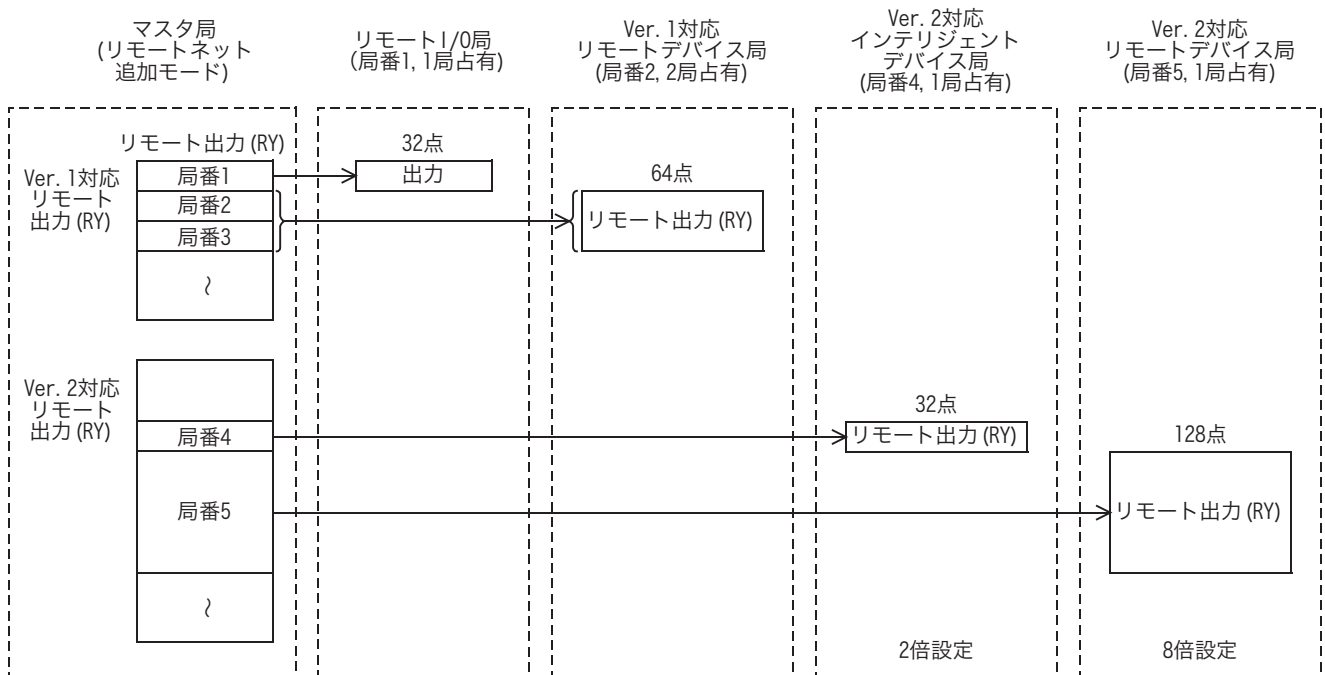 マスタ局
(リモートネット
追加モード)
リモートI/O局
(局番1, 1局占有)
Ver. 1対応
リモートデバイス局
(局番2, 2局占有)
Ver. 2対応
インテリジェント
デバイス局
(局番4, 1局占有)
Ver. 2対応
リモートデバイス局
(局番5, 1局占有)
リモート出力(RY)
Ver. 1対応
リモート
出力(RY)
局番1
局番2
局番3
～
32点
出力
64点
リモート出力(RY)
Ver. 2対応
リモート
出力(RY)
局番4
局番5
～
32点
リモート出力(RY)
128点
リモート出力(RY)
2倍設定
8倍設定